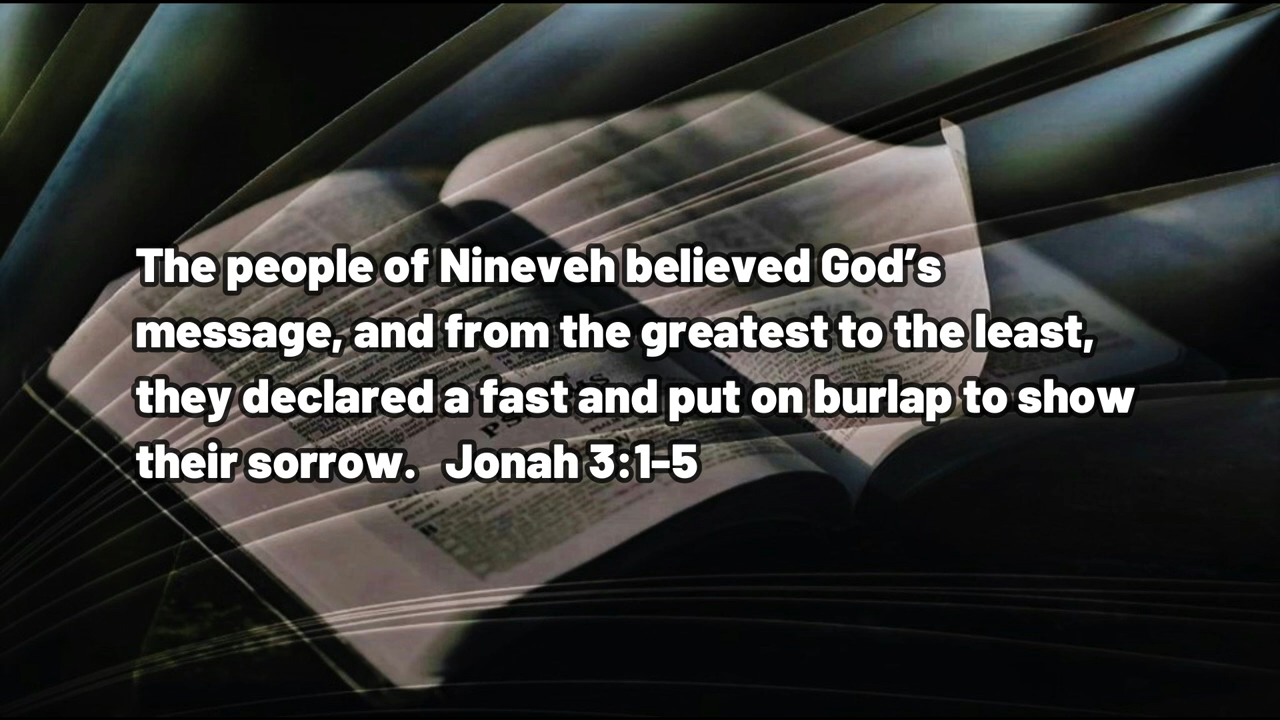 The people of Nineveh believed God’s
message, and from the greatest to the least,
they declared a fast and put on burlap to show
their sorrow.   Jonah 3:1-5